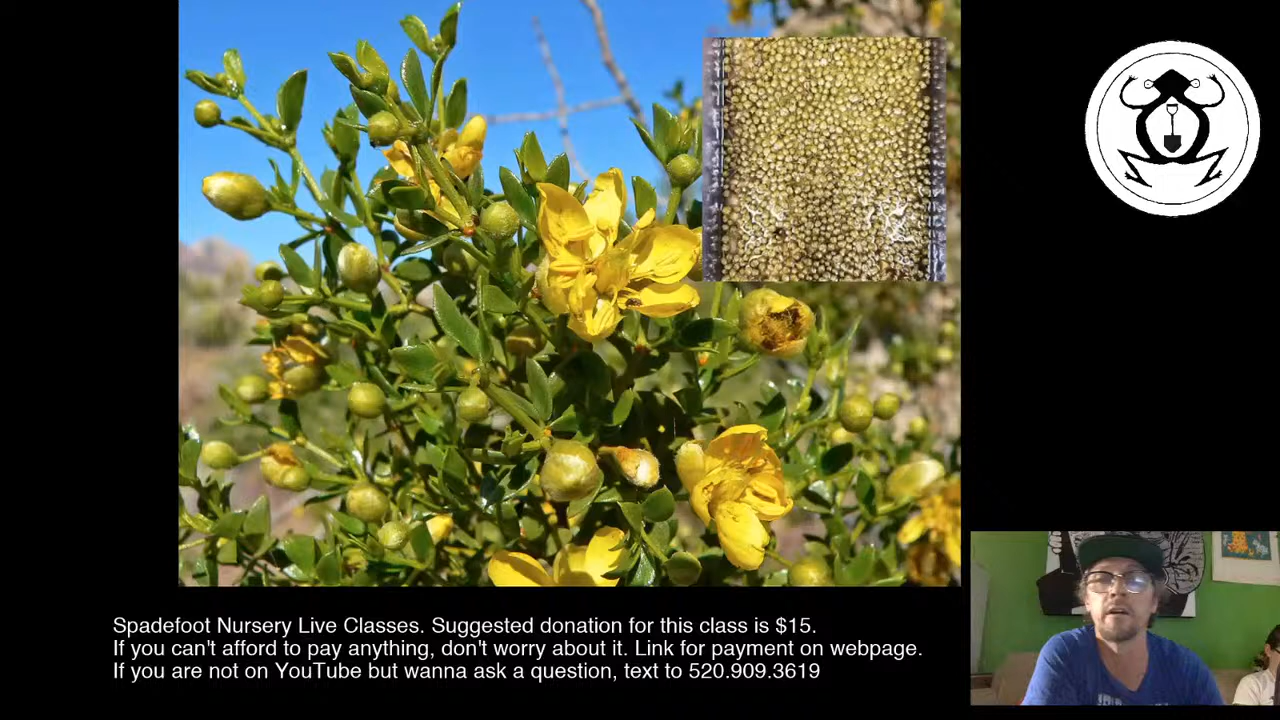 Spadefoot Nursery Live Classes. Suggested donation for this class is $15.
If you can't afford to pay anything, don't worry about it. Link for payment on webpage.
If you are not on YouTube but wanna ask a question, text to 520.909.3619